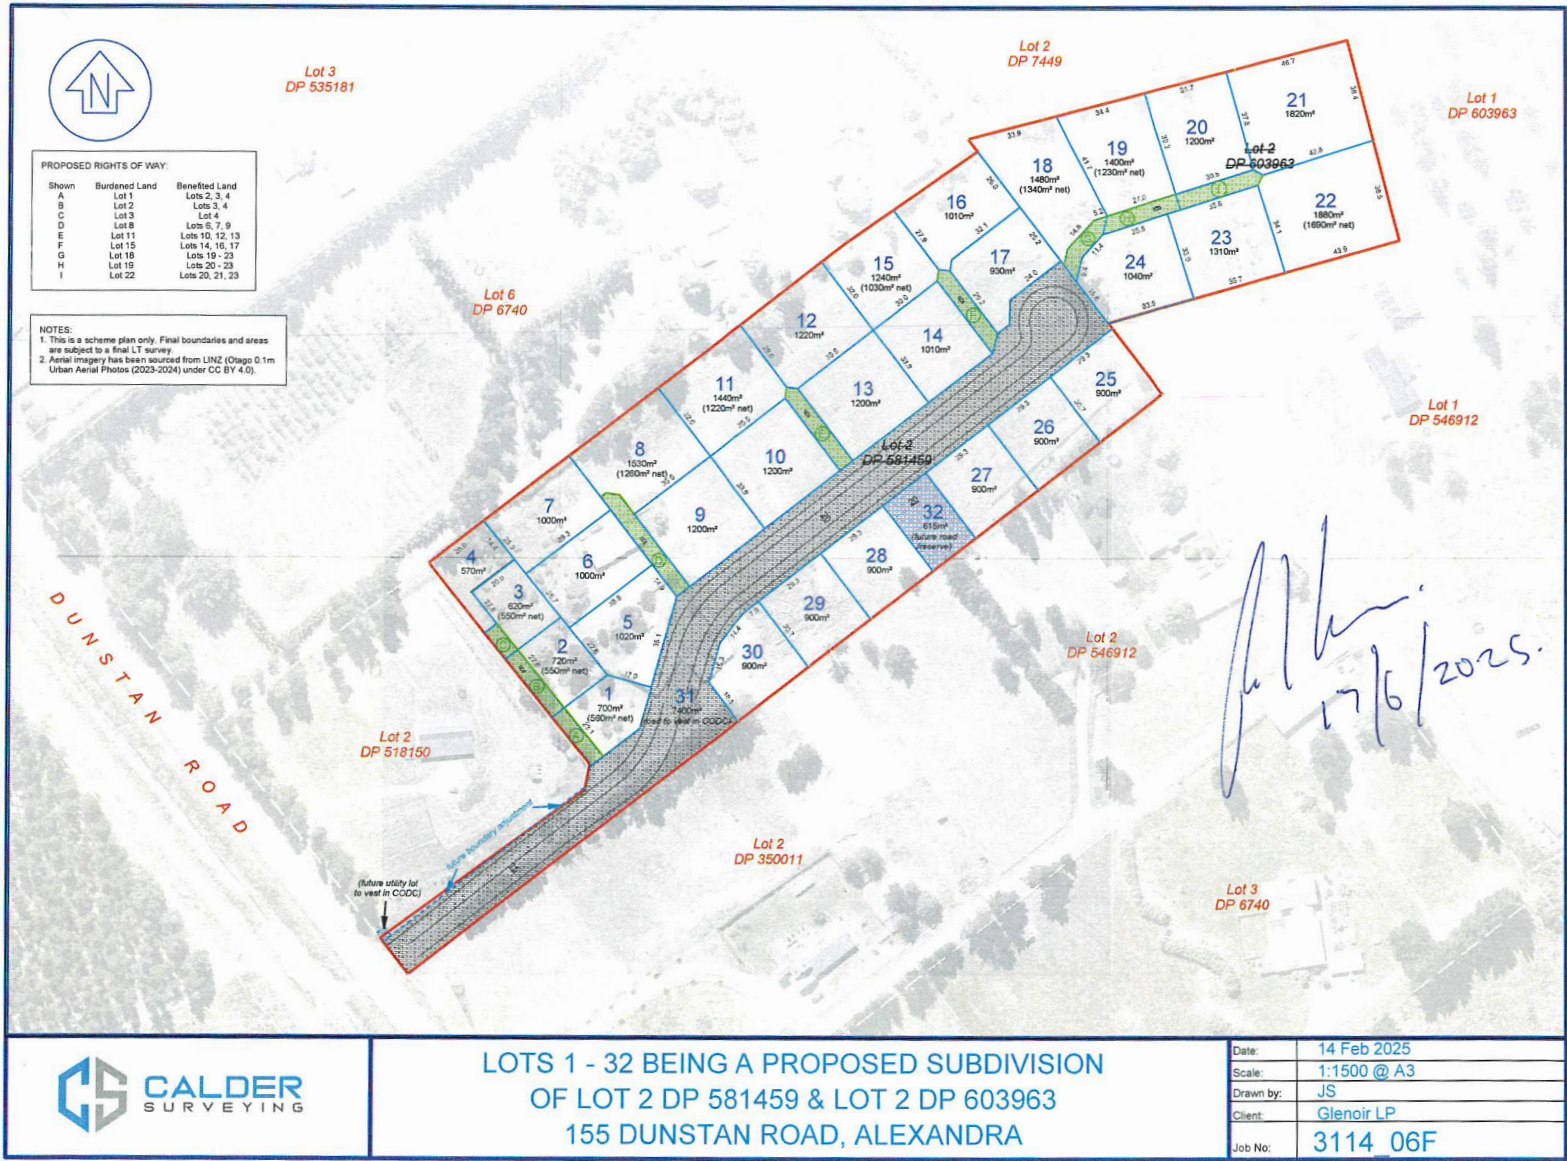 N
Lot 3
DP 535181
Lot 2
DP 7449
Lot 1
DP 603963
PROPOSED RIGHTS OF WAY:
Shown Burdened Land Benefited Land
A Lot 1 Lots 2, 3, 4
B Lot 2 Lots 3, 4
C Lot 3 Lot 4
D Lot 8 Lots 6, 7, 9
E Lot 11 Lots 10, 12, 13
F Lot 15 Lots 14, 16, 17
G Lot 18 Lots 19 - 23
H Lot 19 Lots 20 - 23
I Lot 22 Lots 20, 21, 23
NOTES:
1. This is a scheme plan only. Final boundaries and areas
are subject to a final LT survey.
2. Aerial imagery has been sourced from LINZ (Otago 0.1m
Urban Aerial Photos (2023-2024) under CC BY 4.0).
Lot 6
DP 6740
21
1820m²
20
1200m²
19
1400m²
(1230m² net)
18
1480m²
(1340m² net)
Lot 2
DP 603963
22
1880m²
(1690m² net)
23
1310m²
24
1040m²
16
1010m²
17
930m²
15
1240m²
(1030m² net)
14
1010m²
12
1220m²
13
1200m²
11
1440m²
(1220m² net)
10
1200m²
8
1530m²
(1260m² net)
9
1200m²
7
1000m²
6
1000m²
5
1020m²
4
570m²
3
620m²
(550m² net)
2
720m²
(550m² net)
1
700m²
(560m² net)
25
900m²
26
900m²
27
900m²
32
615m²
(future road
reserve)
28
900m²
29
900m²
30
900m²
31
7400m²
(road to vest in CODC)
Lot 2
DP 581459
Lot 1
DP 546912
Lot 2
DP 546912
Lot 2
DP 518150
Lot 2
DP 350011
Lot 3
DP 6740
DUNSTAN ROAD
future boundary adjustment
(future utility lot
to vest in CODC)
17/6/2025.
CALDER
SURVEYING
LOTS 1 - 32 BEING A PROPOSED SUBDIVISION
OF LOT 2 DP 581459 & LOT 2 DP 603963
155 DUNSTAN ROAD, ALEXANDRA
Date: 14 Feb 2025
Scale: 1:1500 @ A3
Drawn by: JS
Client: Glenoir LP
Job No: 3114_06F